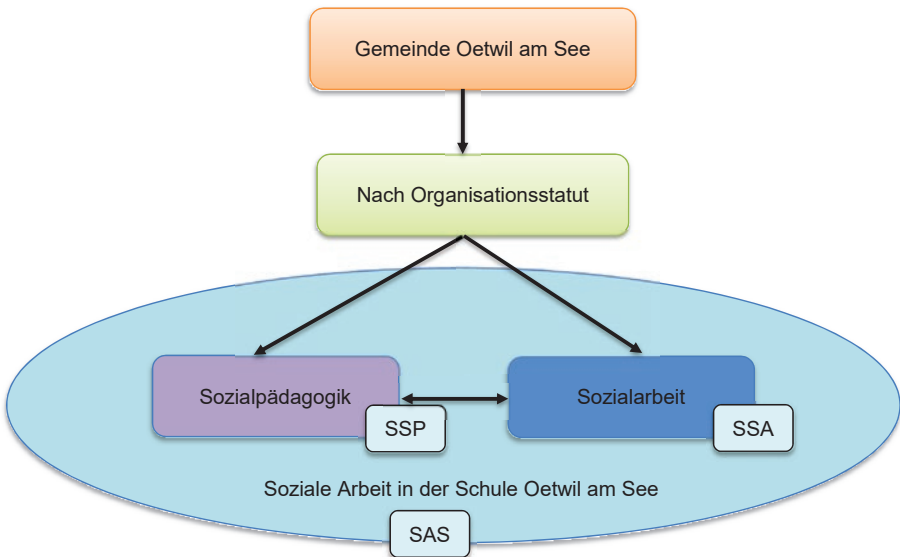 Gemeinde Oetwil am See
Nach Organisationsstatut
Sozialpädagogik
SSP
Sozialarbeit
SSA
Soziale Arbeit in der Schule Oetwil am See
SAS